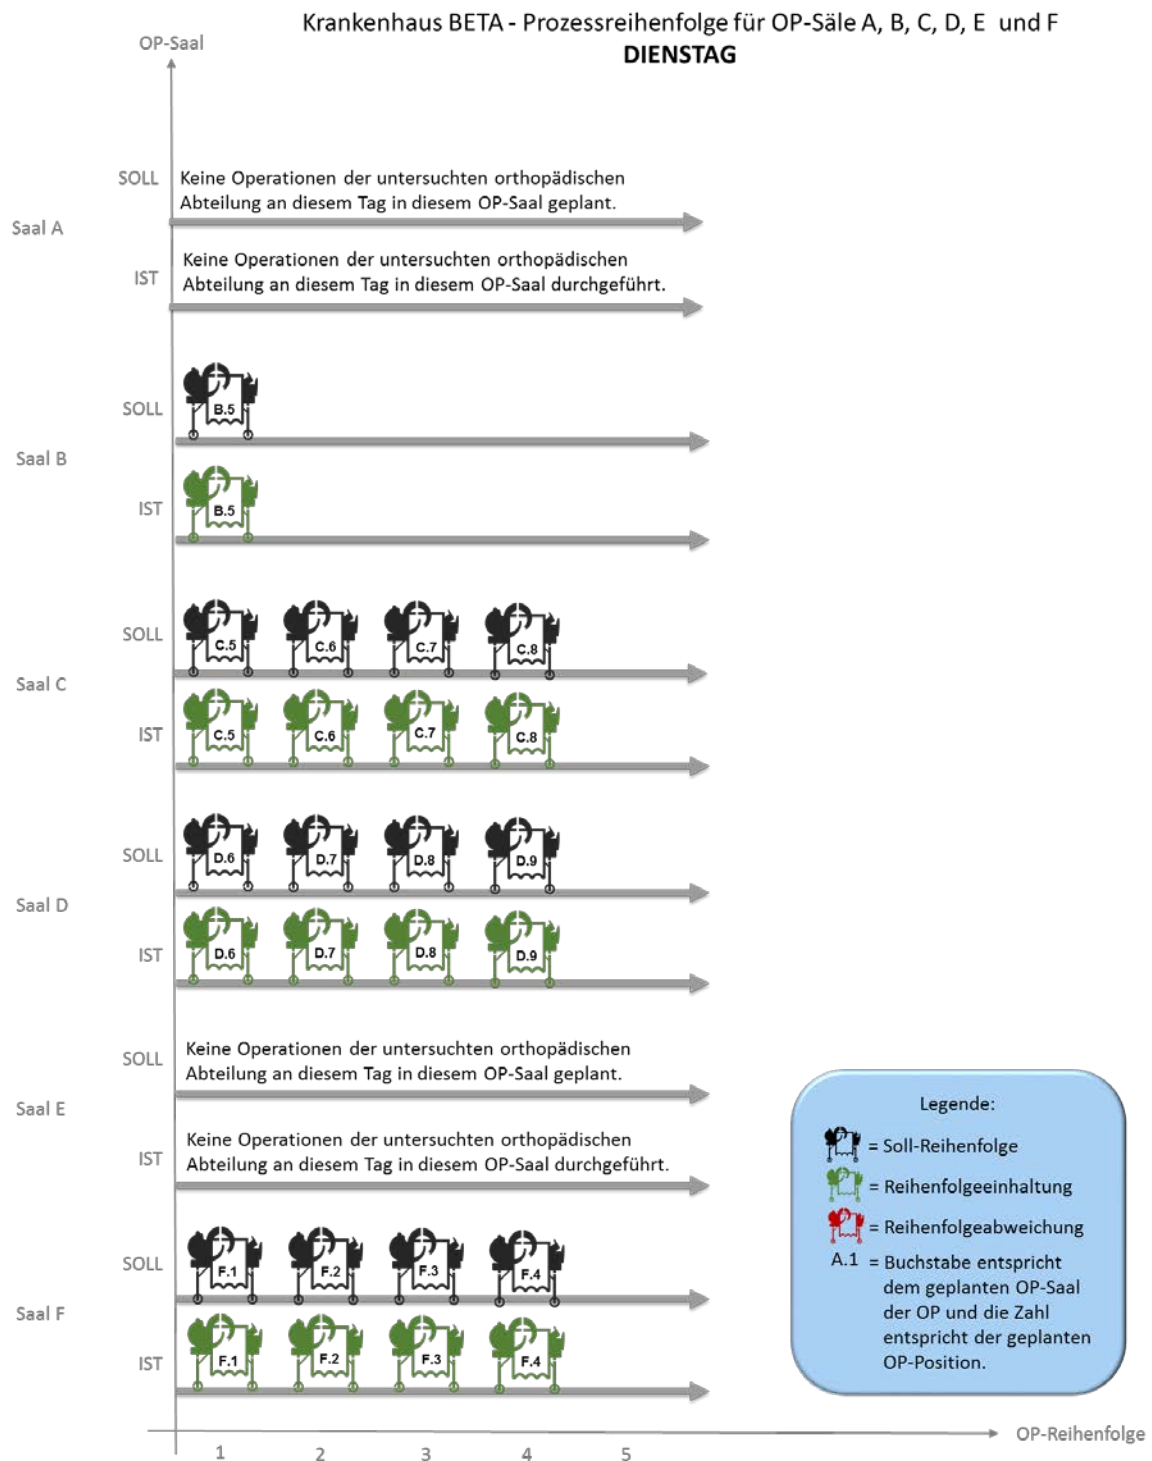 Krankenhaus BETA - Prozessreihenfolge für OP-Säle A, B, C, D, E und F
DIENSTAG
OP-Saal
Saal A
SOLL
Keine Operationen der untersuchten orthopädischen
Abteilung an diesem Tag in diesem OP-Saal geplant.
IST
Keine Operationen der untersuchten orthopädischen
Abteilung an diesem Tag in diesem OP-Saal durchgeführt.
Saal B
SOLL
B.5
IST
B.5
Saal C
SOLL
C.5 C.6 C.7 C.8
IST
C.5 C.6 C.7 C.8
Saal D
SOLL
D.6 D.7 D.8 D.9
IST
D.6 D.7 D.8 D.9
Saal E
SOLL
Keine Operationen der untersuchten orthopädischen
Abteilung an diesem Tag in diesem OP-Saal geplant.
IST
Keine Operationen der untersuchten orthopädischen
Abteilung an diesem Tag in diesem OP-Saal durchgeführt.
Saal F
SOLL
F.1 F.2 F.3 F.4
IST
F.1 F.2 F.3 F.4
1 2 3 4 5
OP-Reihenfolge
Legende:
= Soll-Reihenfolge
= Reihenfolgeeinhaltung
= Reihenfolgeabweichung
A.1 = Buchstabe entspricht
dem geplanten OP-Saal
der OP und die Zahl
entspricht der geplanten
OP-Position.